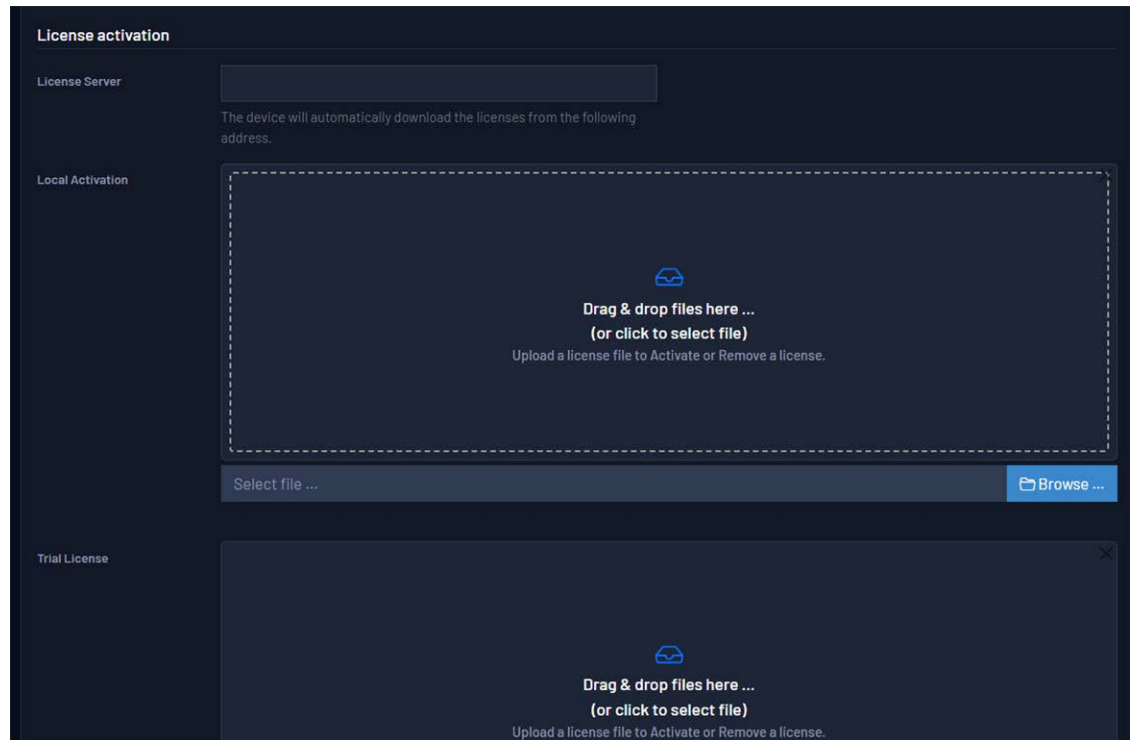 License activation
License Server
The device will automatically download the licenses from the following
address.
Local Activation
Drag & drop files here ...
(or click to select file)
Upload a license file to Activate or Remove a license.
Select file ...
Browse ...
Trial License
Drag & drop files here ...
(or click to select file)
Upload a license file to Activate or Remove a license.